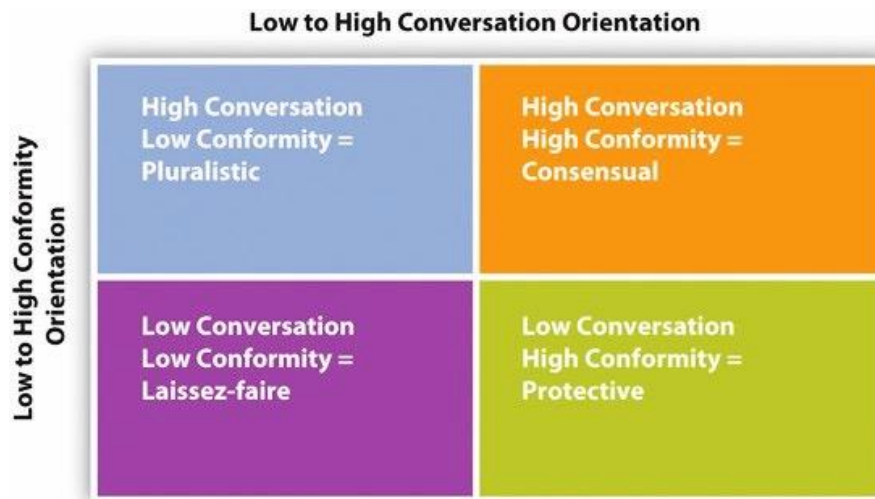 Low to High Conversation Orientation
Low to High Conformity
Orientation
High Conversation
Low Conformity =
Pluralistic
High Conversation
High Conformity =
Consensual
Low Conversation
Low Conformity =
Laissez-faire
Low Conversation
High Conformity =
Protective